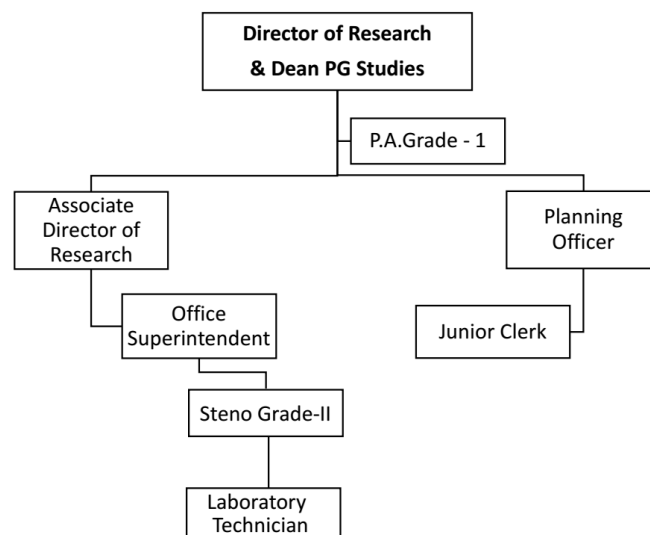 Director of Research
& Dean PG Studies
P.A.Grade - 1
Associate
Director of
Research
Planning
Officer
Office
Superintendent
Junior Clerk
Steno Grade-II
Laboratory
Technician